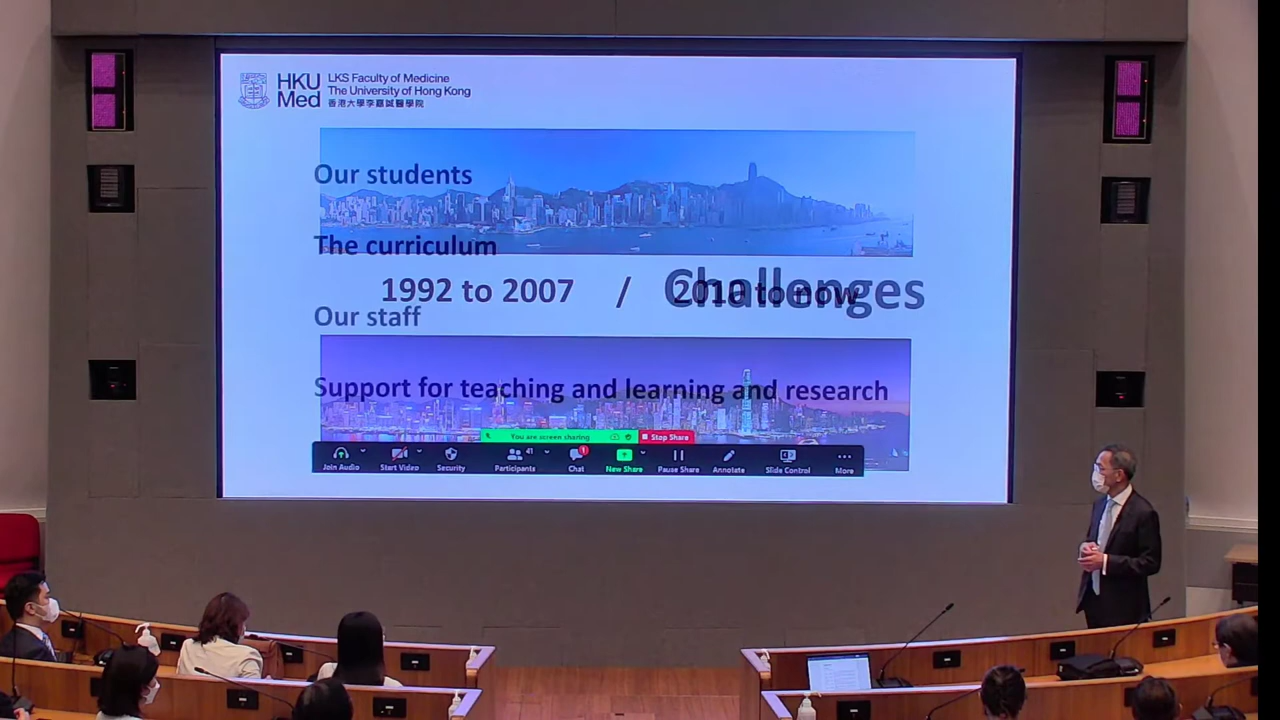 HKU
Med
LKS Faculty of Medicine
The University of Hong Kong
香港大學李嘉誠醫學院
Our students
The curriculum
1992 to 2007 / 2010 to now
Challenges
Our staff
Support for teaching and learning and research
You are screen sharing
Stop Share
Join Audio
Start Video
Security
Participants
41
Chat
1
New Share
Pause Share
Annotate
Slide Control
More